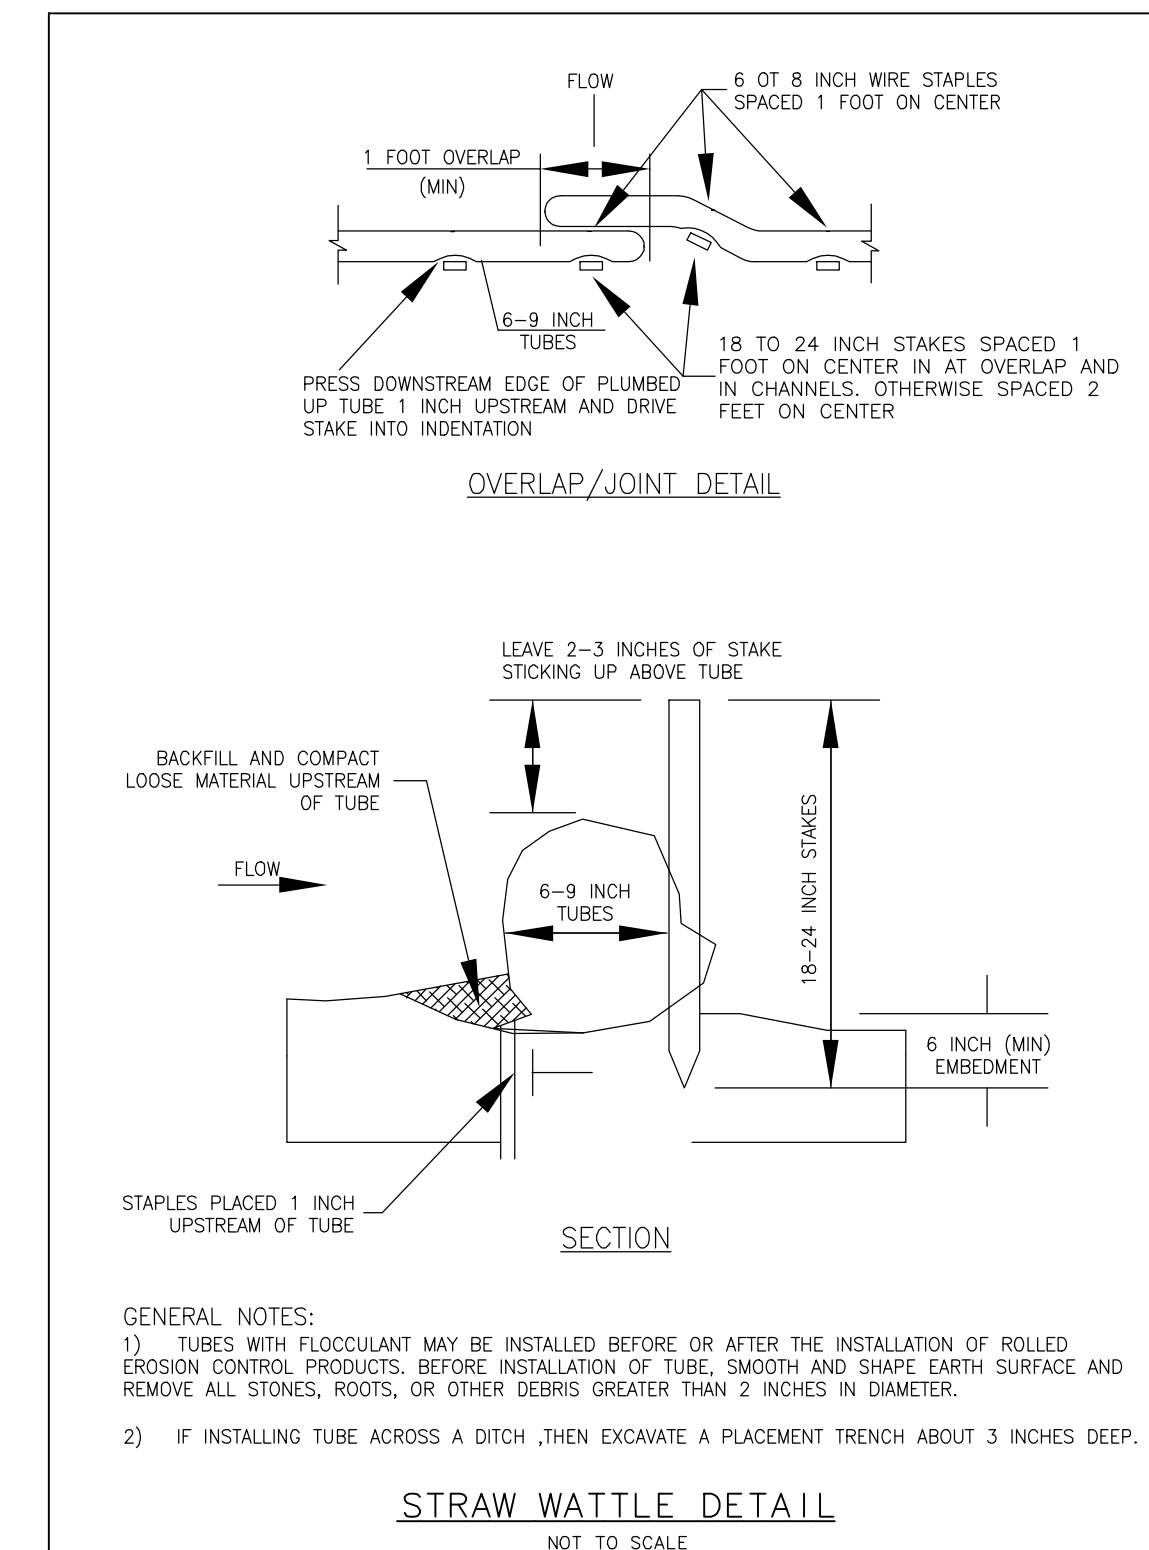 FLOW
6 OT 8 INCH WIRE STAPLES
SPACED 1 FOOT ON CENTER
1 FOOT OVERLAP
(MIN)
6-9 INCH
TUBES
18 TO 24 INCH STAKES SPACED 1
FOOT ON CENTER IN AT OVERLAP AND
IN CHANNELS. OTHERWISE SPACED 2
FEET ON CENTER
PRESS DOWNSTREAM EDGE OF PLUMBED
UP TUBE 1 INCH UPSTREAM AND DRIVE
STAKE INTO INDENTATION
OVERLAP/JOINT DETAIL
LEAVE 2-3 INCHES OF STAKE
STICKING UP ABOVE TUBE
BACKFILL AND COMPACT
LOOSE MATERIAL UPSTREAM
OF TUBE
FLOW
6-9 INCH
TUBES
18-24 INCH STAKES
6 INCH (MIN)
EMBEDMENT
STAPLES PLACED 1 INCH
UPSTREAM OF TUBE
SECTION
GENERAL NOTES:
1) TUBES WITH FLOCCULANT MAY BE INSTALLED BEFORE OR AFTER THE INSTALLATION OF ROLLED
EROSION CONTROL PRODUCTS. BEFORE INSTALLATION OF TUBE, SMOOTH AND SHAPE EARTH SURFACE AND
REMOVE ALL STONES, ROOTS, OR OTHER DEBRIS GREATER THAN 2 INCHES IN DIAMETER.
2) IF INSTALLING TUBE ACROSS A DITCH ,THEN EXCAVATE A PLACEMENT TRENCH ABOUT 3 INCHES DEEP.
STRAW WATTLE DETAIL
NOT TO SCALE